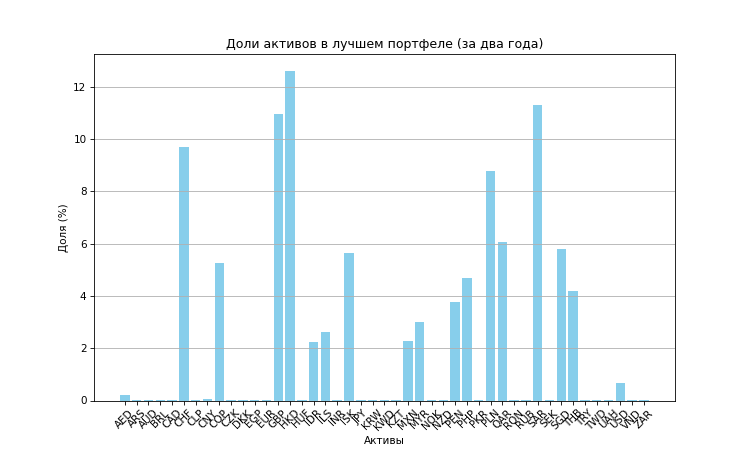 Доли активов в лучшем портфеле (за два года)
Доля (%)
12
10
8
6
4
2
0
AED ARS AUD BRL CAD CHF CLP CNY COP CZK DKK EGP EUR GBP HKD HUF IDR ILS INR ISK JPY KRW KWD KZT MXN MYR NOK NZD PEN PHP PKR PLN QAR RON RUB SAR SEK SGD THB TRY TWD UAH USD VND ZAR
Активы